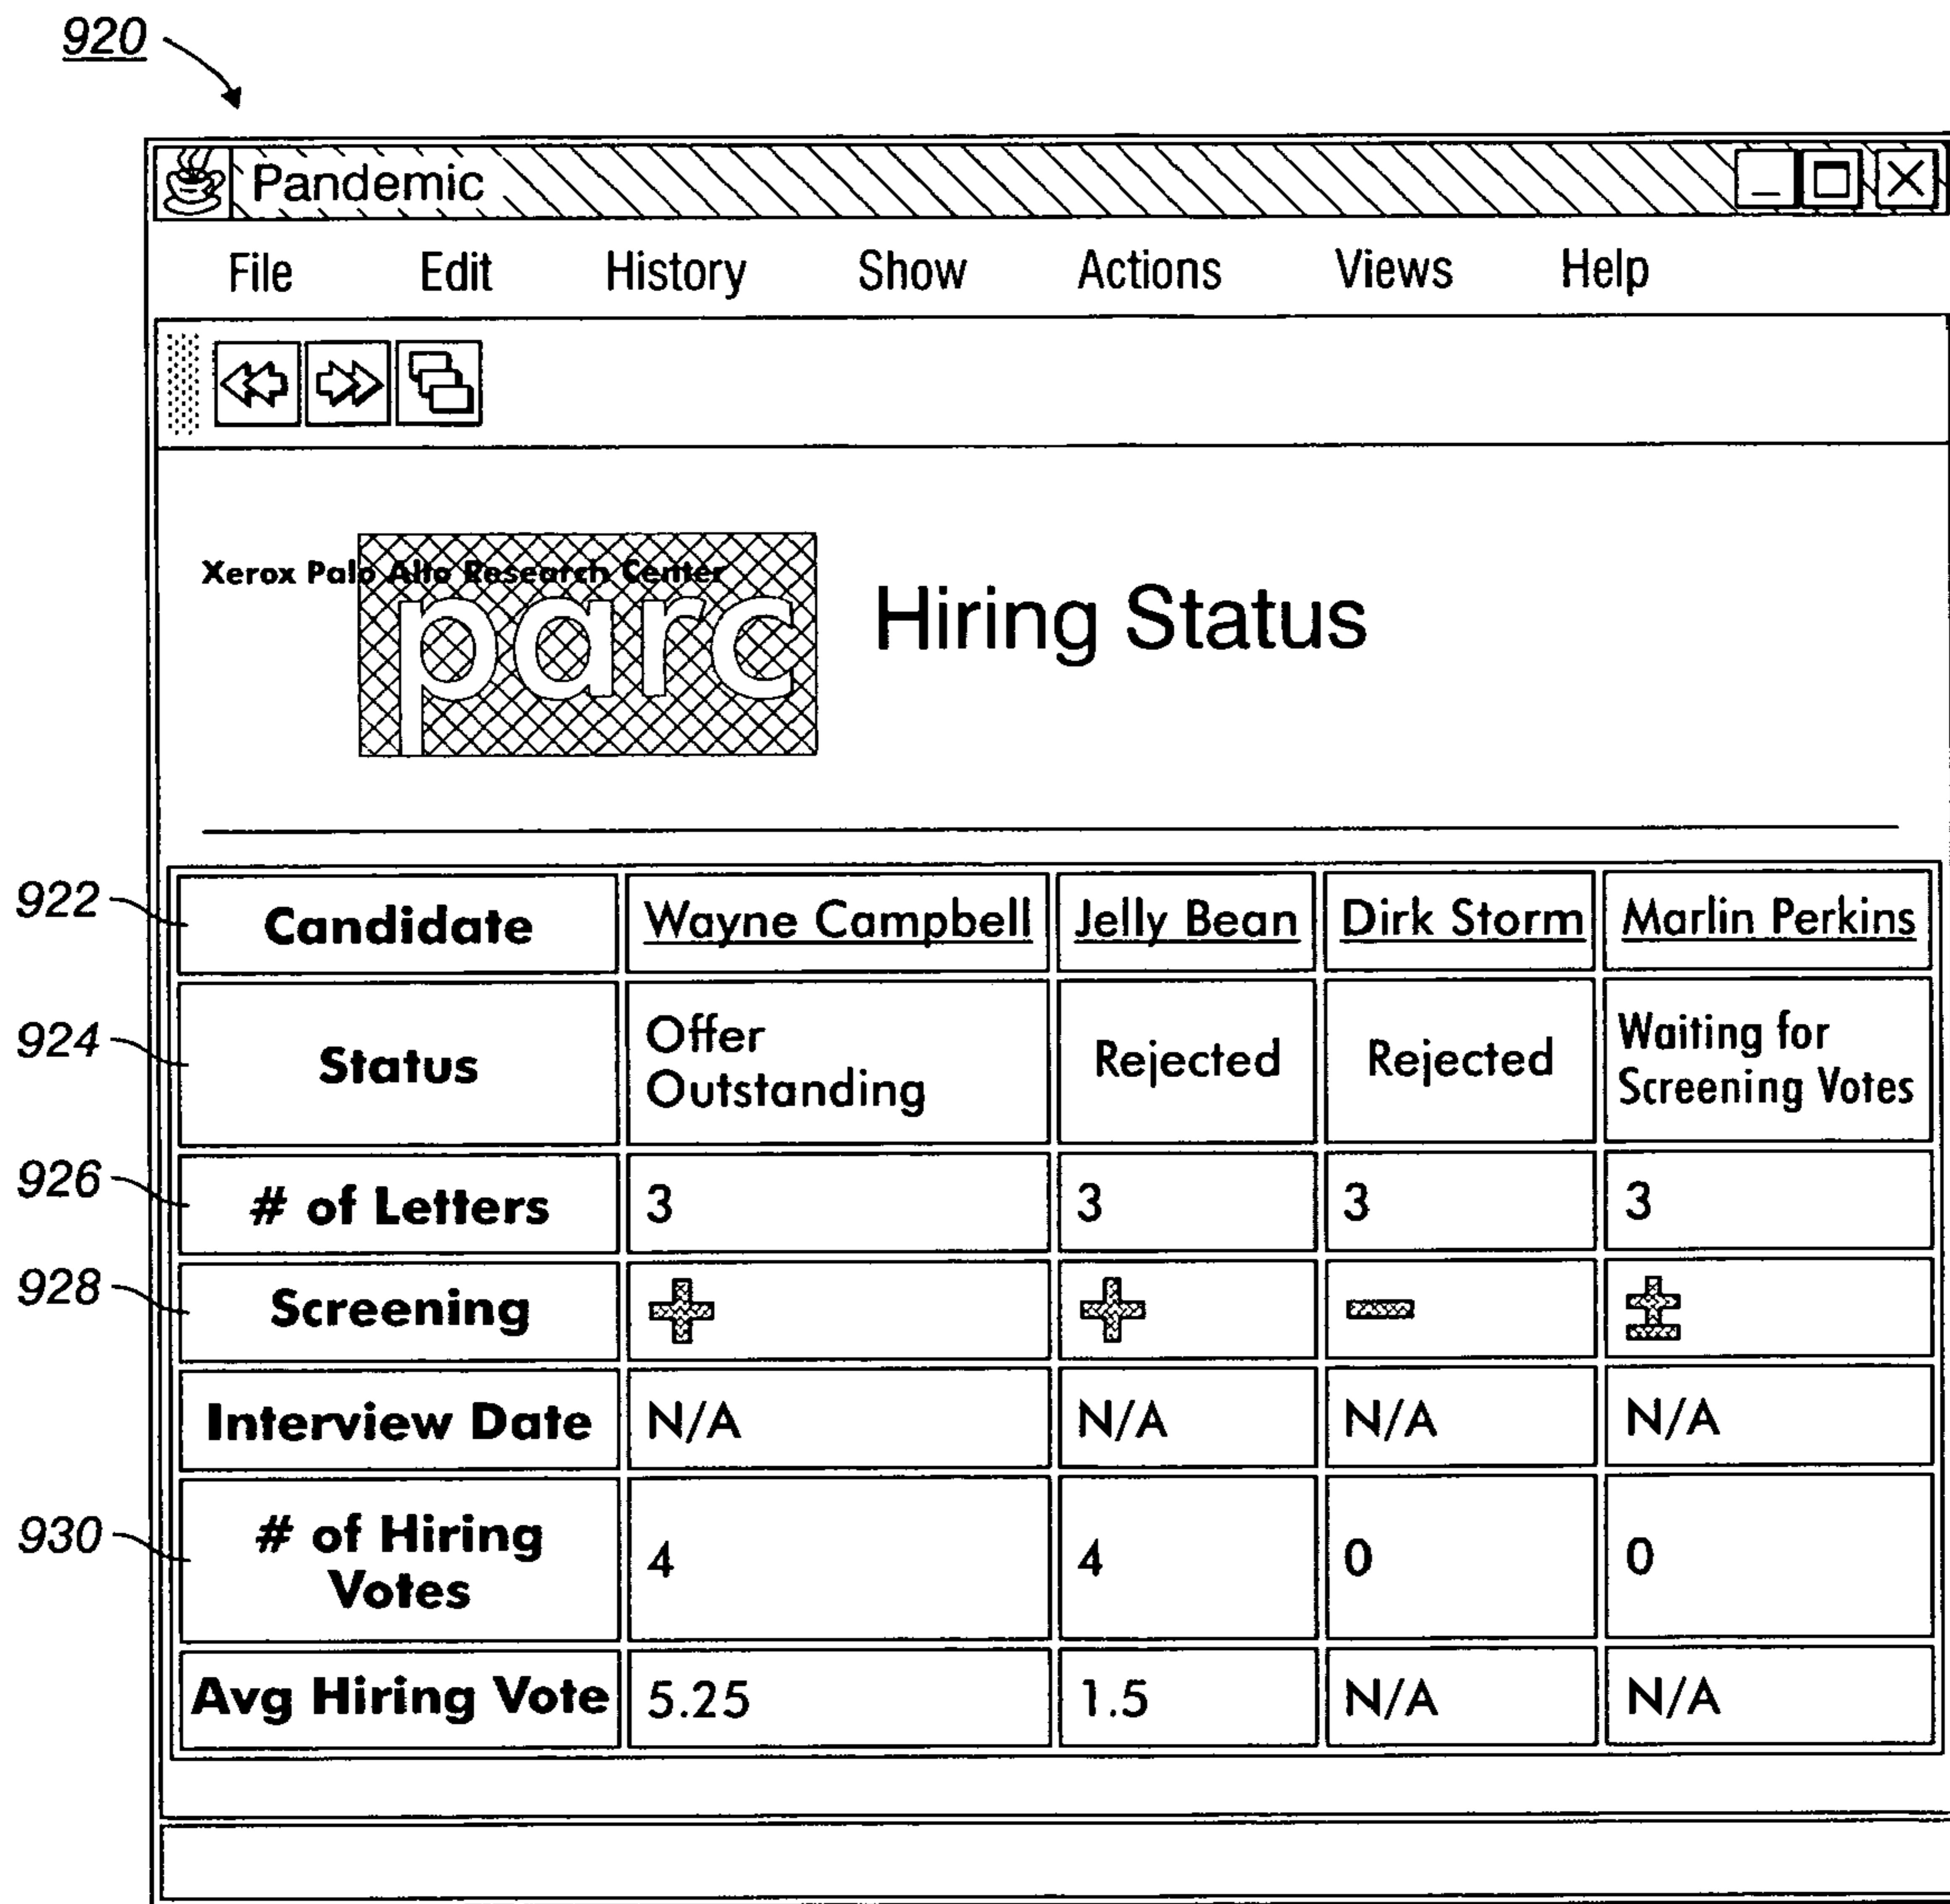 920
Pandemic
File Edit History Show Actions Views Help
Xerox Palo Alto Research Center
parc
Hiring Status
922 Candidate Wayne Campbell Jelly Bean Dirk Storm Marlin Perkins
924 Status Offer Outstanding Rejected Rejected Waiting for Screening Votes
926 # of Letters 3 3 3 3
928 Screening + + - ±
Interview Date N/A N/A N/A N/A
930 # of Hiring Votes 4 4 0 0
Avg Hiring Vote 5.25 1.5 N/A N/A